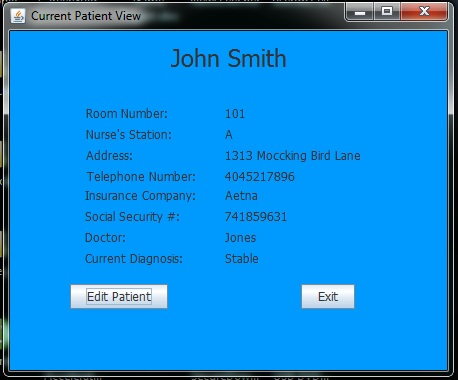 Current Patient View
John Smith
Room Number: 101
Nurse's Station: A
Address: 1313 Moccking Bird Lane
Telephone Number: 4045217896
Insurance Company: Aetna
Social Security #: 741859631
Doctor: Jones
Current Diagnosis: Stable
Edit Patient Exit